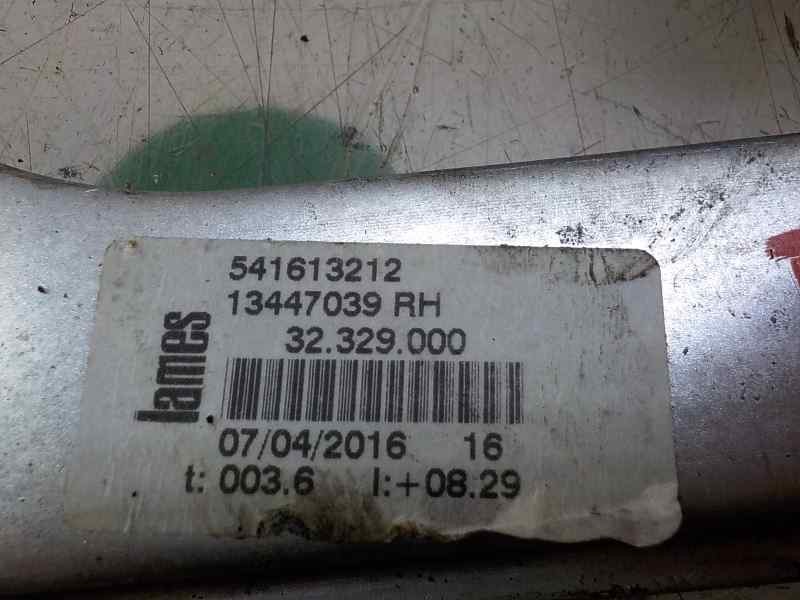 541613212
13447039 RH
32.329.000
lames
07/04/2016 16
t: 003.6 l:+08.29